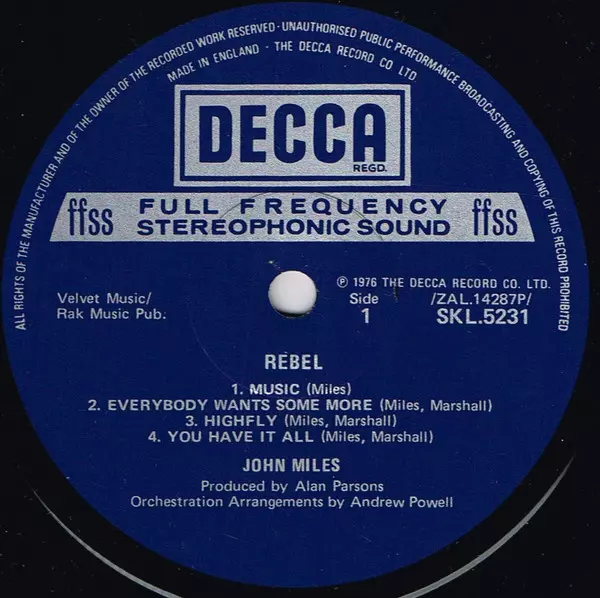 ALL RIGHTS OF THE MANUFACTURER AND OF THE OWNER OF THE RECORDED WORK RESERVED · UNAUTHORISED PUBLIC PERFORMANCE BROADCASTING AND COPYING OF THIS RECORD PROHIBITED
MADE IN ENGLAND · THE DECCA RECORD CO LTD
DECCA
REGD.
ffss FULL FREQUENCY ffss
STEREOPHONIC SOUND
℗ 1976 THE DECCA RECORD CO. LTD.
Velvet Music/ Side /ZAL.14287P/
Rak Music Pub. 1 SKL.5231
REBEL
1. MUSIC (Miles)
2. EVERYBODY WANTS SOME MORE (Miles, Marshall)
3. HIGHFLY (Miles, Marshall)
4. YOU HAVE IT ALL (Miles, Marshall)
JOHN MILES
Produced by Alan Parsons
Orchestration Arrangements by Andrew Powell